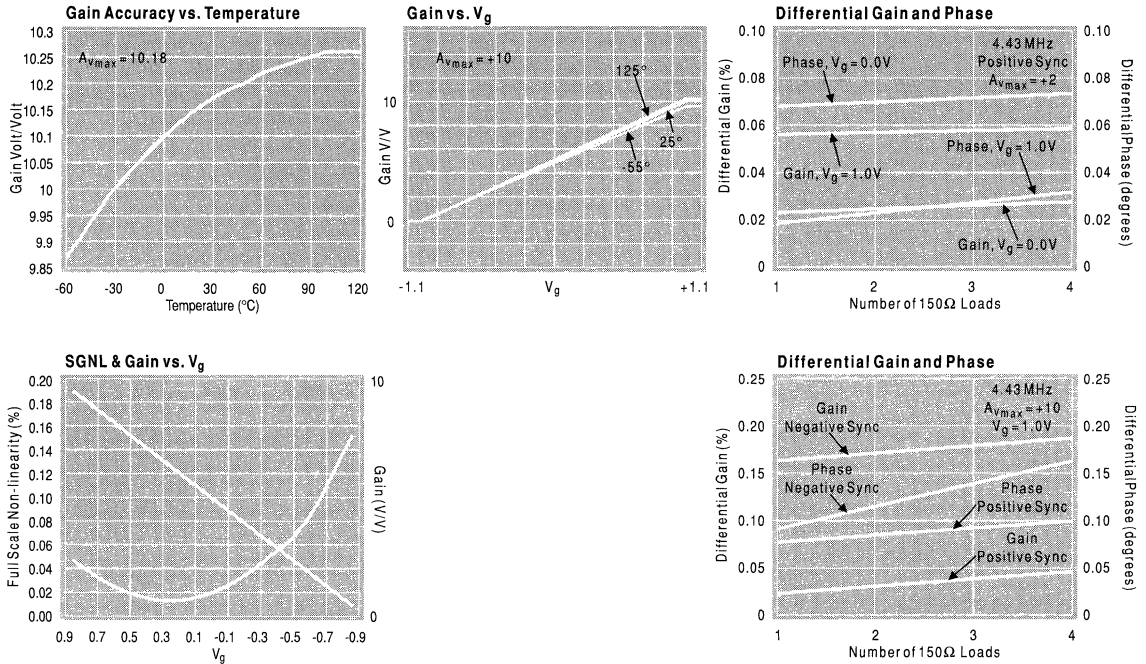 Gain Accuracy vs. Temperature
Gain Volt/Volt
10.3
10.25
10.2
10.15
10.1
10.05
10
9.95
9.9
9.85
Avmax = 10.18
-60
-30
0
30
60
90
120
Temperature (°C)
Gain vs. Vg
Gain V/V
10
0
Avmax = +10
125°
25°
-55°
-1.1
Vg
+1.1
Differential Gain and Phase
Differential Gain (%)
0.10
0.08
0.06
0.04
0.02
0
4.43 MHz
Positive Sync
Avmax = +2
Phase, Vg = 0.0V
Phase, Vg = 1.0V
Gain, Vg = 1.0V
Gain, Vg = 0.0V
0.10
0.08
0.06
0.04
0.02
0
Differential Phase (degrees)
1
2
3
4
Number of 150Ω Loads
SGNL & Gain vs. Vg
Full Scale Non-linearity (%)
0.20
0.18
0.16
0.14
0.12
0.10
0.08
0.06
0.04
0.02
0.00
10
0
Gain (V/V)
0.9
0.7
0.5
0.3
0.1
-0.1
-0.3
-0.5
-0.7
-0.9
Vg
Differential Gain and Phase
Differential Gain (%)
0.25
0.20
0.15
0.10
0.05
0
4.43 MHz
Avmax = +10
Vg = 1.0V
Gain
Negative Sync
Phase
Negative Sync
Phase
Positive Sync
Gain
Positive Sync
0.25
0.20
0.15
0.10
0.05
0
Differential Phase (degrees)
1
2
3
4
Number of 150Ω Loads